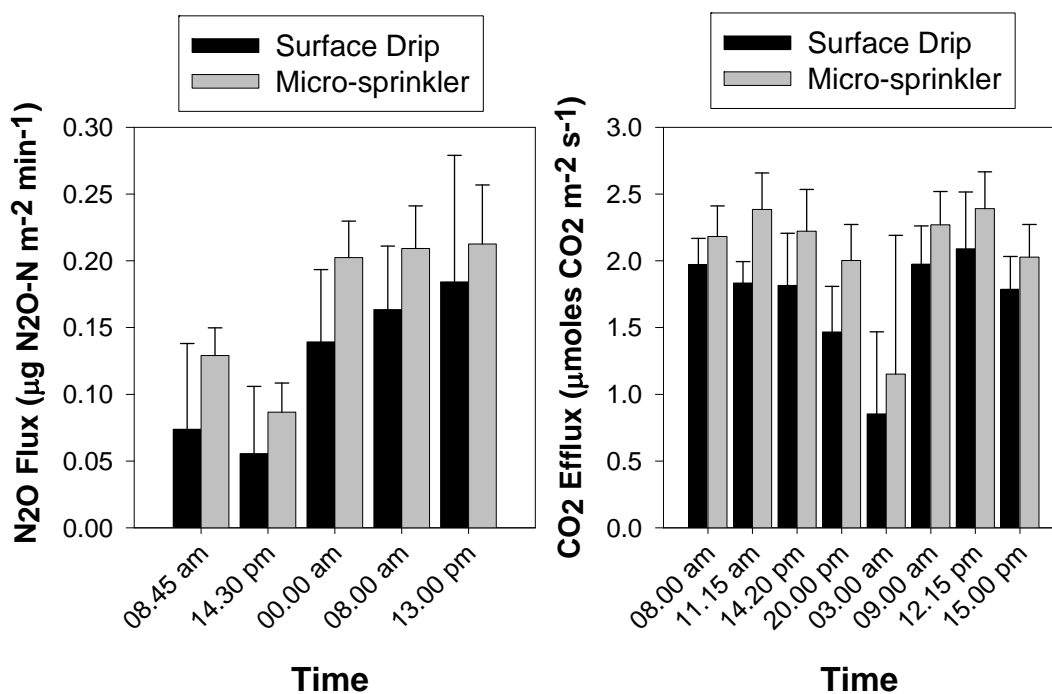 Surface Drip
Micro-sprinkler
N2O Flux (µg N2O-N m-2 min-1)
0.30
0.25
0.20
0.15
0.10
0.05
0.00
08.45 am
14.30 pm
00.00 am
08.00 am
13.00 pm
Time
Surface Drip
Micro-sprinkler
CO2 Efflux (µmoles CO2 m-2 s-1)
3.0
2.5
2.0
1.5
1.0
0.5
0.0
08.00 am
11.15 am
14.20 pm
20.00 pm
03.00 am
09.00 am
12.15 pm
15.00 pm
Time